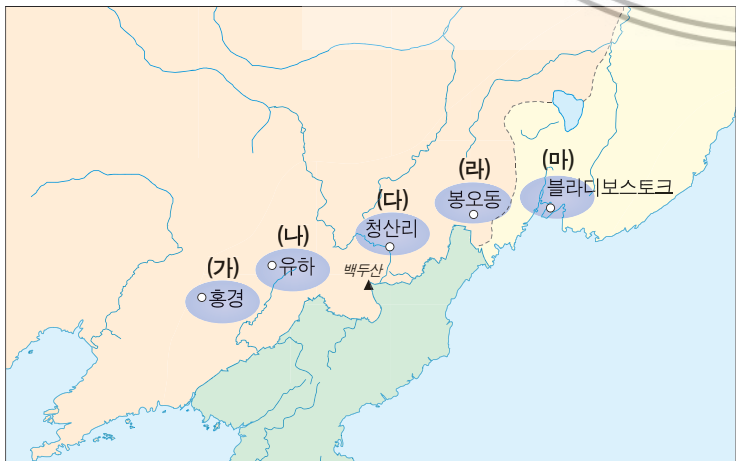 (마)
블라디보스토크
(라)
봉오동
(다)
청산리
(나)
유하
백두산
(가)
홍경